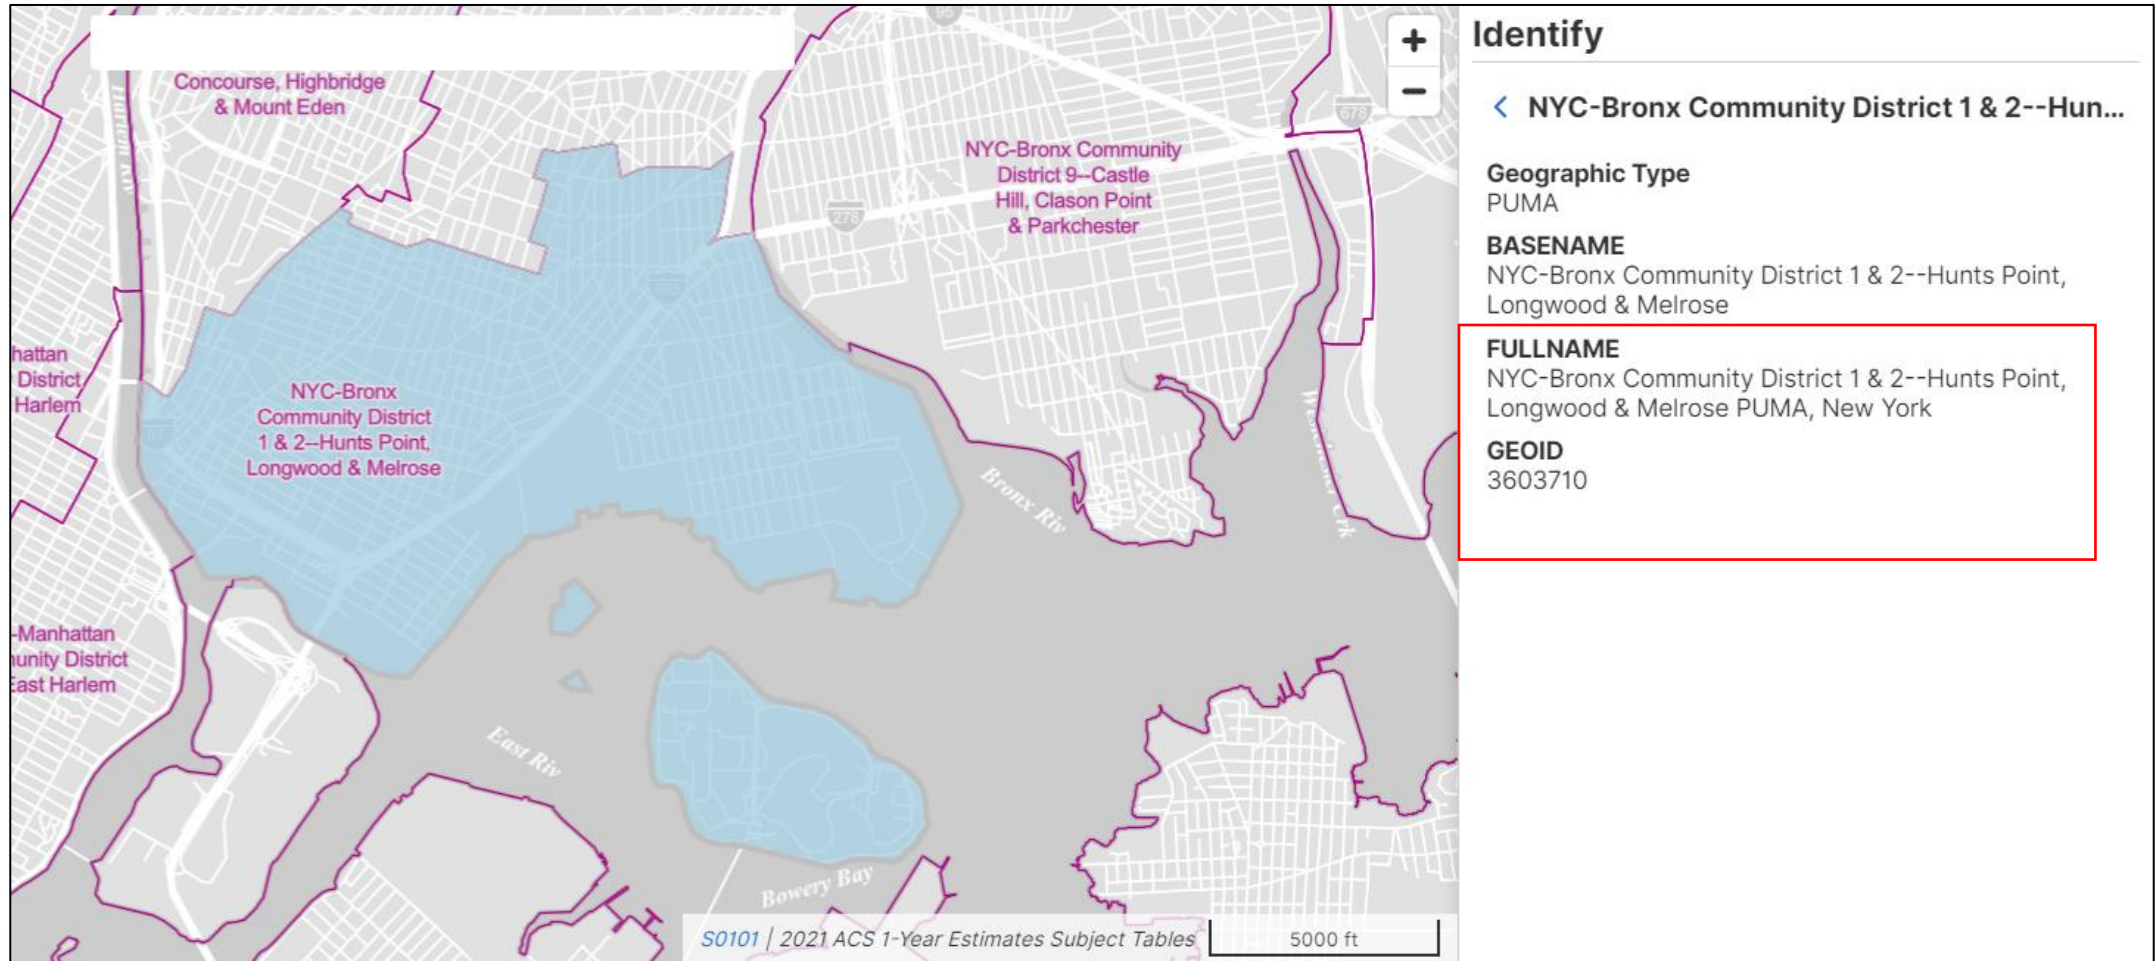 Concourse, Highbridge
& Mount Eden
95
678
NYC-Bronx Community
District 9--Castle
Hill, Clason Point
& Parkchester
278
hattan
District
Harlem
NYC-Bronx
Community District
1 & 2--Hunts Point,
Longwood & Melrose
Bronx Riv
-Manhattan
unity District
East Harlem
East Riv
Bowery Bay
S0101 | 2021 ACS 1-Year Estimates Subject Tables
5000 ft
+
−
Identify
NYC-Bronx Community District 1 & 2--Hun...
Geographic Type
PUMA
BASENAME
NYC-Bronx Community District 1 & 2--Hunts Point,
Longwood & Melrose
FULLNAME
NYC-Bronx Community District 1 & 2--Hunts Point,
Longwood & Melrose PUMA, New York
GEOID
3603710